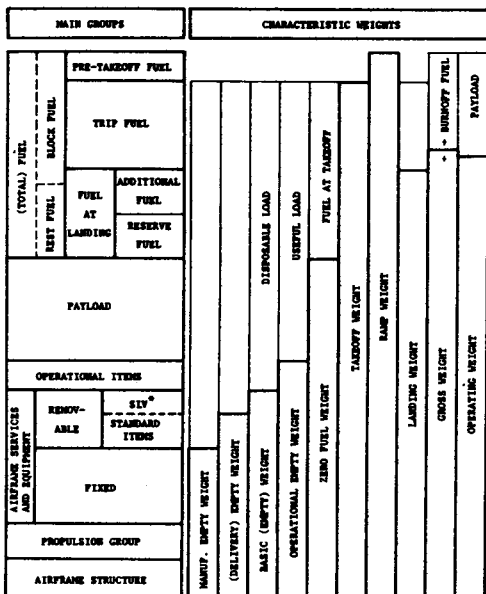 MAIN GROUPS
CHARACTERISTIC WEIGHTS
(TOTAL) FUEL
BLOCK FUEL
REST FUEL
PRE-TAKEOFF FUEL
TRIP FUEL
FUEL
AT
LANDING
ADDITIONAL
FUEL
RESERVE
FUEL
PAYLOAD
OPERATIONAL ITEMS
AIRFRAME SERVICES
AND EQUIPMENT
REMOV-
ABLE
SLV*
STANDARD
ITEMS
FIXED
PROPULSION GROUP
AIRFRAME STRUCTURE
MANUF. EMPTY WEIGHT
(DELIVERY) EMPTY WEIGHT
DISPOSABLE LOAD
BASIC (EMPTY) WEIGHT
USEFUL LOAD
OPERATIONAL EMPTY WEIGHT
FUEL AT TAKEOFF
ZERO FUEL WEIGHT
TAKEOFF WEIGHT
RAMP WEIGHT
LANDING WEIGHT
+ + BURNOFF FUEL
GROSS WEIGHT
PAYLOAD
OPERATING WEIGHT